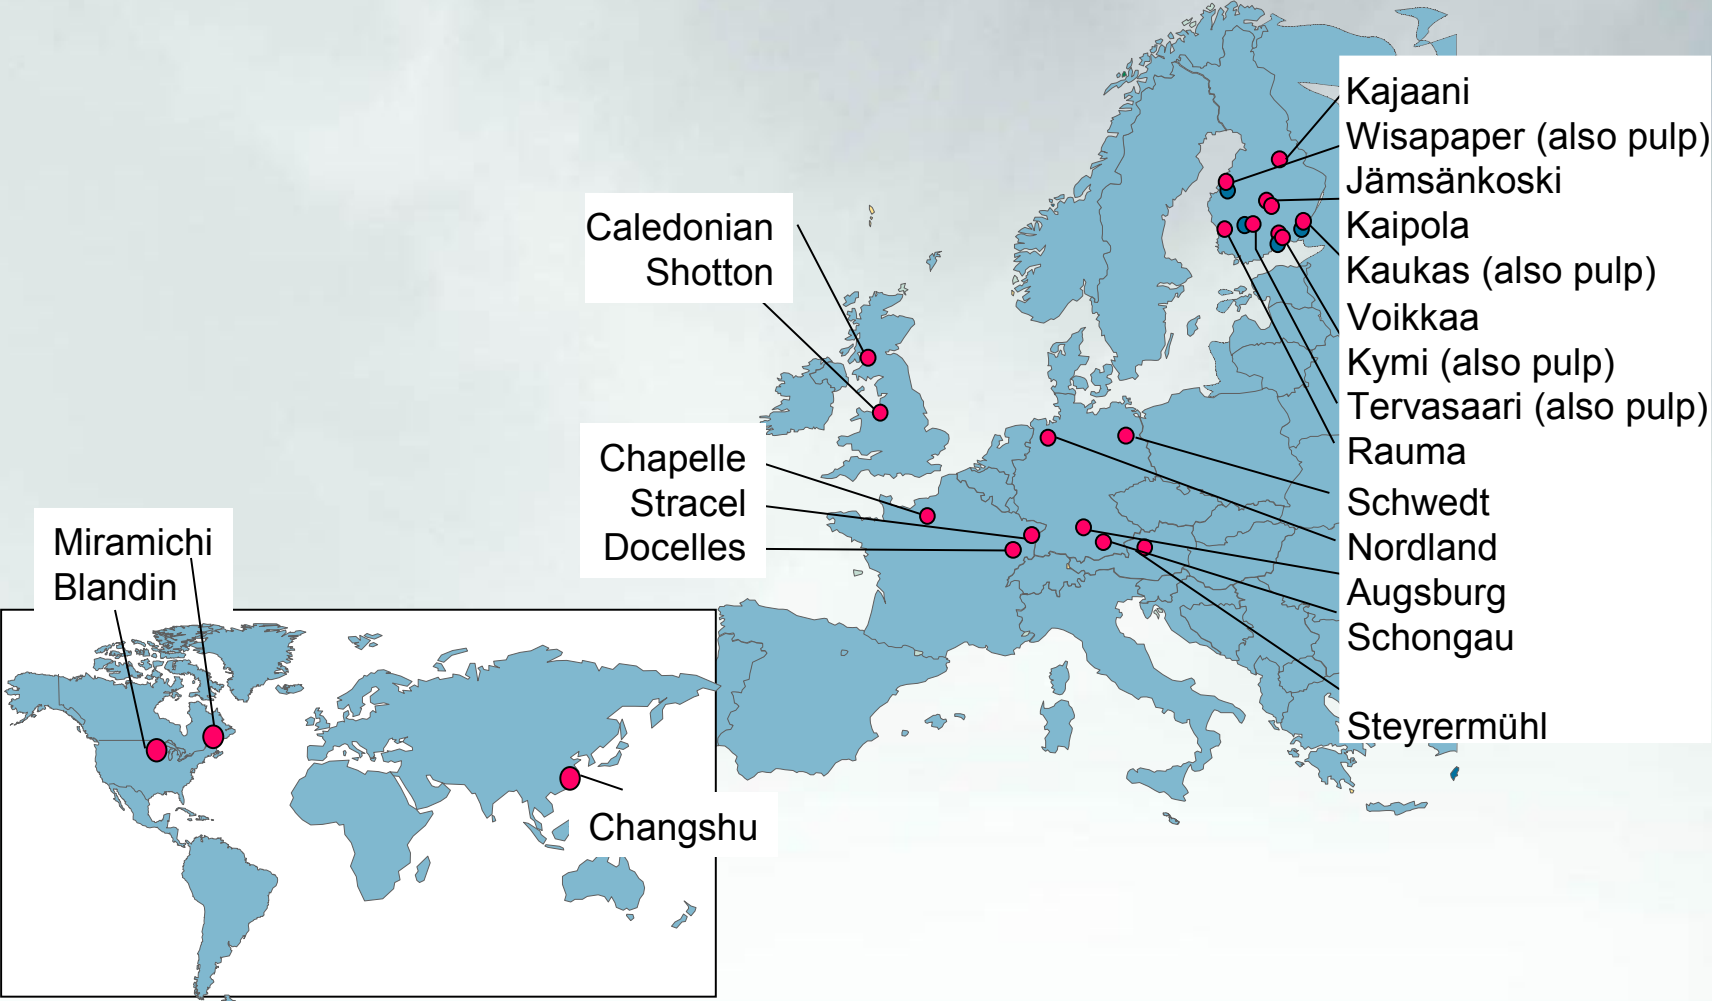 Kajaani
Wisapaper (also pulp)
Jämsänkoski
Kaipola
Kaukas (also pulp)
Voikkaa
Kymi (also pulp)
Tervasaari (also pulp)
Rauma
Schwedt
Nordland
Augsburg
Schongau
Steyrermühl
Caledonian
Shotton
Chapelle
Stracel
Docelles
Miramichi
Blandin
Changshu